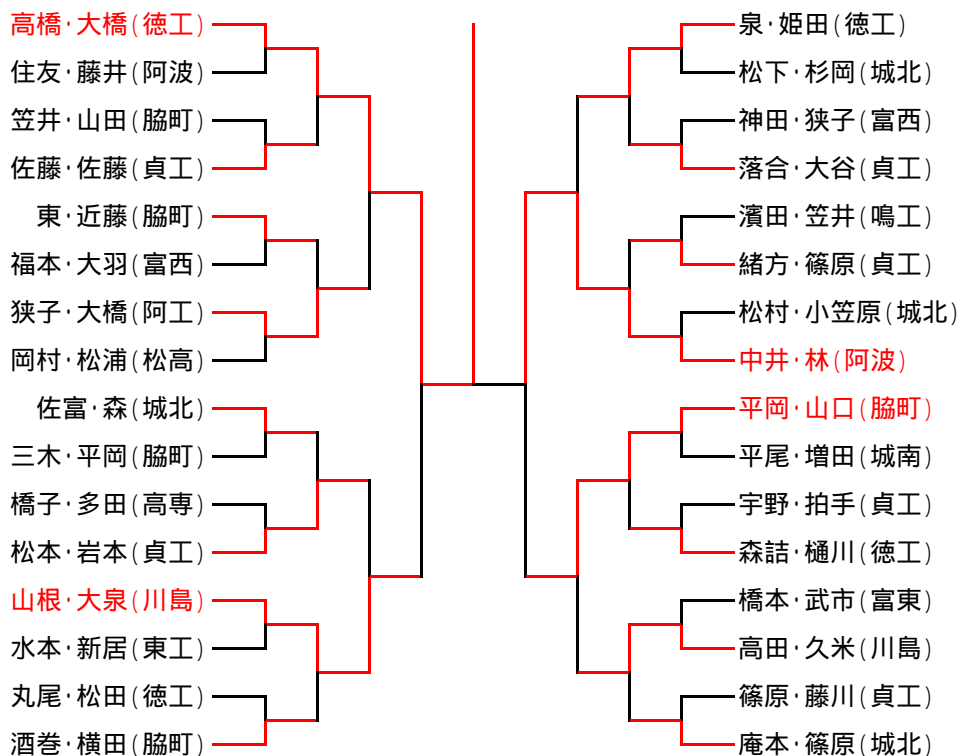 高橋・大橋(徳工)
住友・藤井(阿波)
笠井・山田(脇町)
佐藤・佐藤(貞工)
東・近藤(脇町)
福本・大羽(富西)
狭子・大橋(阿工)
岡村・松浦(松高)
佐富・森(城北)
三木・平岡(脇町)
橋子・多田(高専)
松本・岩本(貞工)
山根・大泉(川島)
水本・新居(東工)
丸尾・松田(徳工)
酒巻・横田(脇町)
泉・姫田(徳工)
松下・杉岡(城北)
神田・狭子(富西)
落合・大谷(貞工)
濱田・笠井(鳴工)
緒方・篠原(貞工)
松村・小笠原(城北)
中井・林(阿波)
平岡・山口(脇町)
平尾・増田(城南)
宇野・拍手(貞工)
森詰・樋川(徳工)
橋本・武市(富東)
高田・久米(川島)
篠原・藤川(貞工)
庵本・篠原(城北)